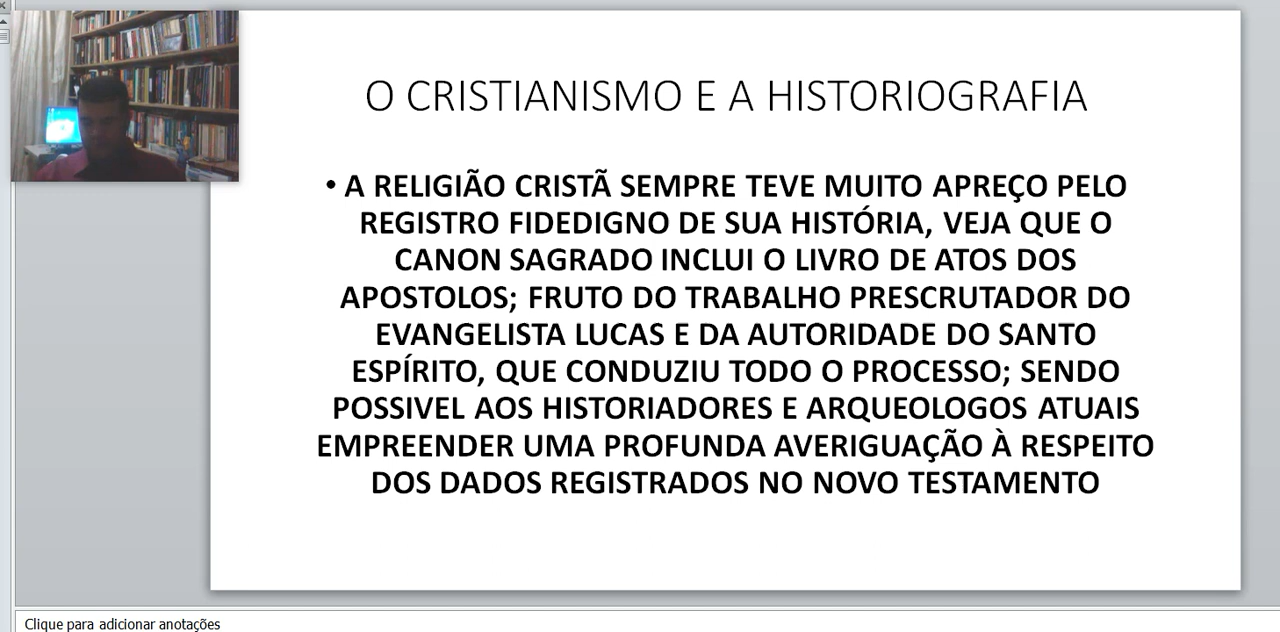 O CRISTIANISMO E A HISTORIOGRAFIA
• A RELIGIÃO CRISTÃ SEMPRE TEVE MUITO APREÇO PELO
REGISTRO FIDEDIGNO DE SUA HISTÓRIA, VEJA QUE O
CANON SAGRADO INCLUI O LIVRO DE ATOS DOS
APOSTOLOS; FRUTO DO TRABALHO PRESCRUTADOR DO
EVANGELISTA LUCAS E DA AUTORIDADE DO SANTO
ESPÍRITO, QUE CONDUZIU TODO O PROCESSO; SENDO
POSSIVEL AOS HISTORIADORES E ARQUEOLOGOS ATUAIS
EMPREENDER UMA PROFUNDA AVERIGUAÇÃO À RESPEITO
DOS DADOS REGISTRADOS NO NOVO TESTAMENTO
Clique para adicionar anotações